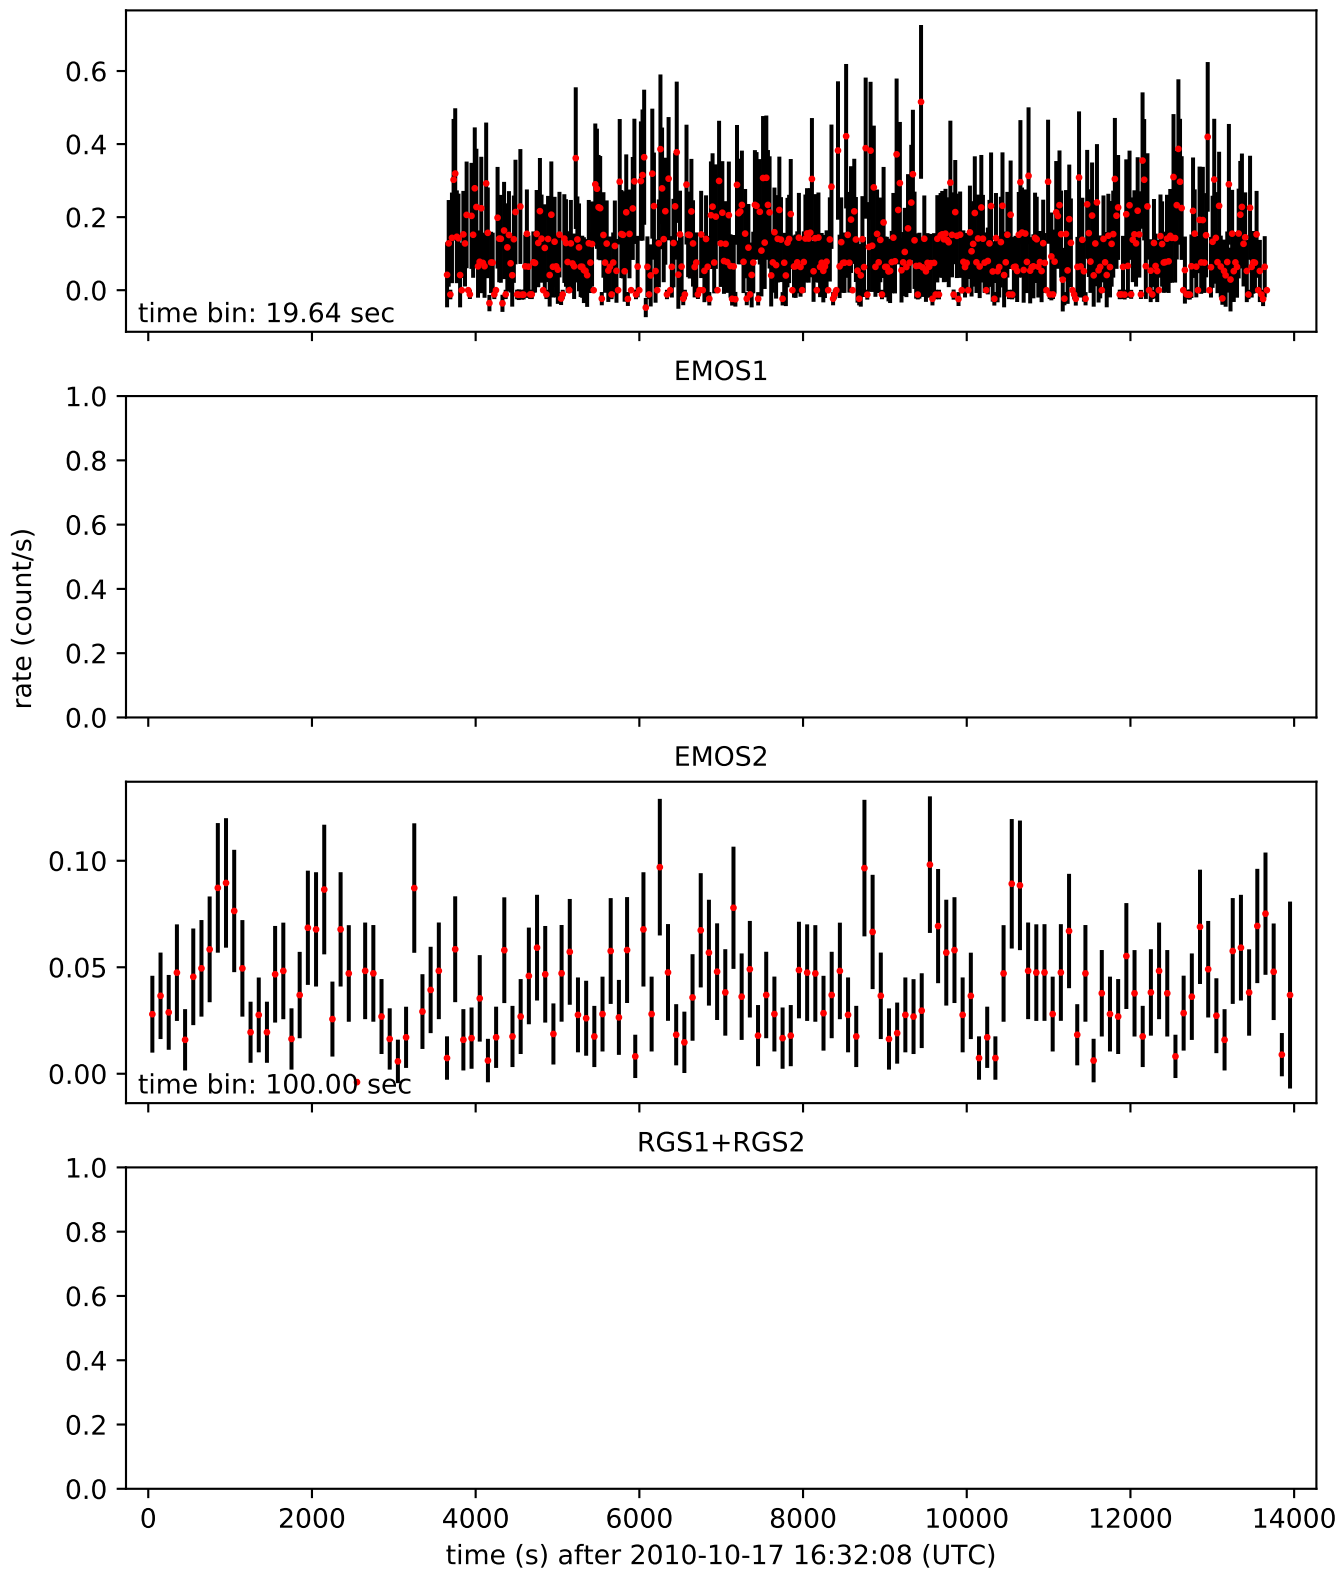 0.6
0.4
0.2
0.0
time bin: 19.64 sec
EMOS1
1.0
0.8
0.6
0.4
0.2
0.0
rate (count/s)
EMOS2
0.10
0.05
0.00
time bin: 100.00 sec
RGS1+RGS2
1.0
0.8
0.6
0.4
0.2
0.0
0 2000 4000 6000 8000 10000 12000 14000
time (s) after 2010-10-17 16:32:08 (UTC)